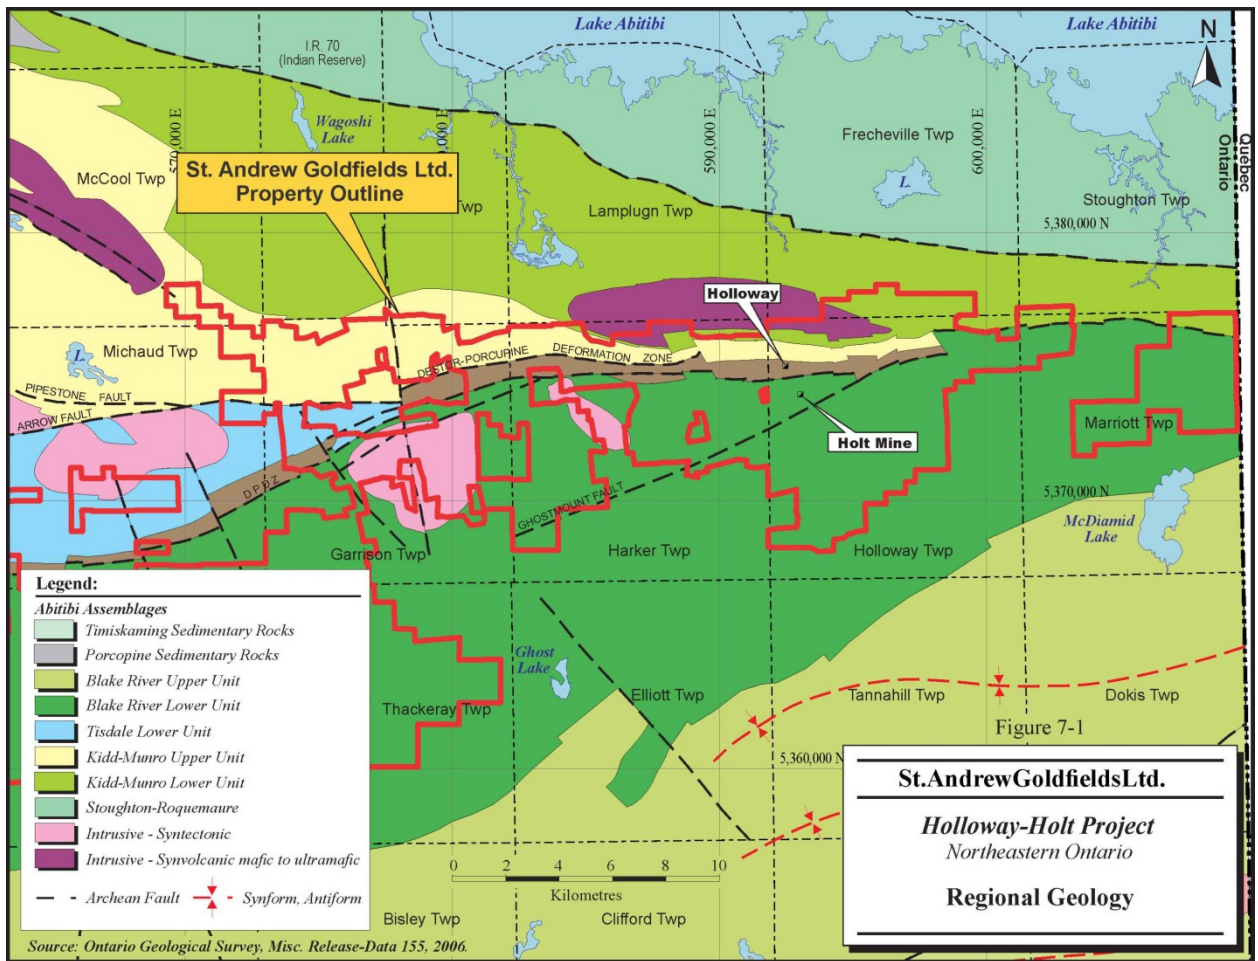 Lake Abitibi
Lake Abitibi
N
I.R. 70
(Indian Reserve)
Wagoshi
Lake
590,000 E
600,000 E
Frecheville Twp
Quebec
Ontario
McCool Twp
St. Andrew Goldfields Ltd.
Property Outline
Twp
Lamplugn Twp
L.
Stoughton Twp
5,380,000 N
Holloway
Michaud Twp
L
DESTOR-PORCUPINE DEFORMATION ZONE
PIPESTONE FAULT
ARROW FAULT
Holt Mine
Marriott Twp
D.P.D.Z.
GHOSTMOUNT FAULT
5,370,000 N
McDiamid
Lake
Garrison Twp
Harker Twp
Holloway Twp
Legend:
Abitibi Assemblages
Timiskaming Sedimentary Rocks
Porcopine Sedimentary Rocks
Blake River Upper Unit
Blake River Lower Unit
Tisdale Lower Unit
Kidd-Munro Upper Unit
Kidd-Munro Lower Unit
Stoughton-Roquemaure
Intrusive - Syntectonic
Intrusive - Synvolcanic mafic to ultramafic
Archean Fault
Synform, Antiform
Ghost
Lake
Thackeray Twp
Elliott Twp
Tannahill Twp
Dokis Twp
5,360,000 N
Figure 7-1
St.AndrewGoldfieldsLtd.
Holloway-Holt Project
Northeastern Ontario
Regional Geology
0 2 4 6 8 10
Kilometres
Bisley Twp
Clifford Twp
Source: Ontario Geological Survey, Misc. Release-Data 155, 2006.